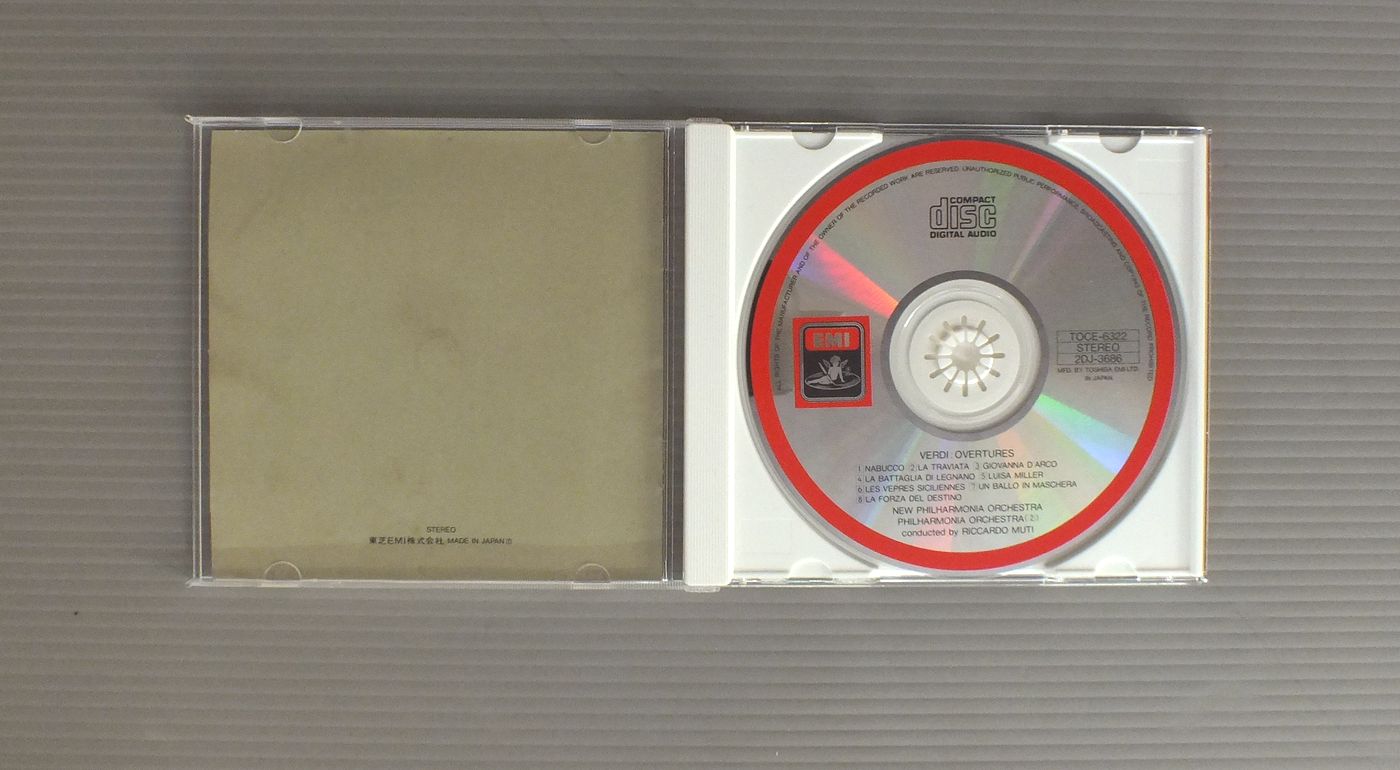 STEREO
東芝EMI株式会社 MADE IN JAPAN
ALL RIGHTS OF THE MANUFACTURER AND OF THE OWNER OF THE RECORDED WORK ARE RESERVED. UNAUTHORIZED PUBLIC PERFORMANCE, BROADCASTING AND COPYING OF THE RECORD PROHIBITED
COMPACT
disc
DIGITAL AUDIO
EMI
TOCE-6322
STEREO
2DJ-3686
MFD. BY TOSHIBA EMI LTD.
IN JAPAN.
VERDI : OVERTURES
1 NABUCCO 2 LA TRAVIATA 3 GIOVANNA D'ARCO
4 LA BATTAGLIA DI LEGNANO 5 LUISA MILLER
6 LES VEPRES SICILIENNES 7 UN BALLO IN MASCHERA
8 LA FORZA DEL DESTINO
NEW PHILHARMONIA ORCHESTRA
PHILHARMONIA ORCHESTRA(2)
conducted by RICCARDO MUTI